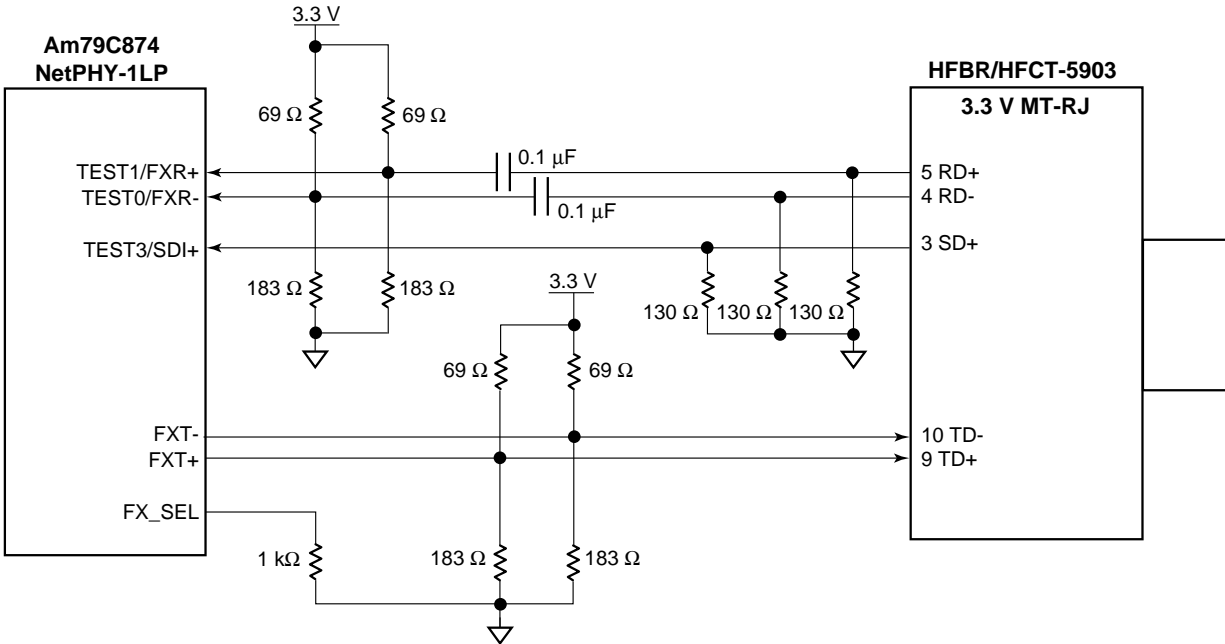 3.3 V
Am79C874
NetPHY-1LP
HFBR/HFCT-5903
3.3 V MT-RJ
69 Ω
69 Ω
0.1 µF
TEST1/FXR+
5 RD+
TEST0/FXR-
4 RD-
0.1 µF
TEST3/SDI+
3 SD+
183 Ω
183 Ω
3.3 V
130 Ω
130 Ω
130 Ω
69 Ω
69 Ω
FXT-
10 TD-
FXT+
9 TD+
FX_SEL
1 kΩ
183 Ω
183 Ω